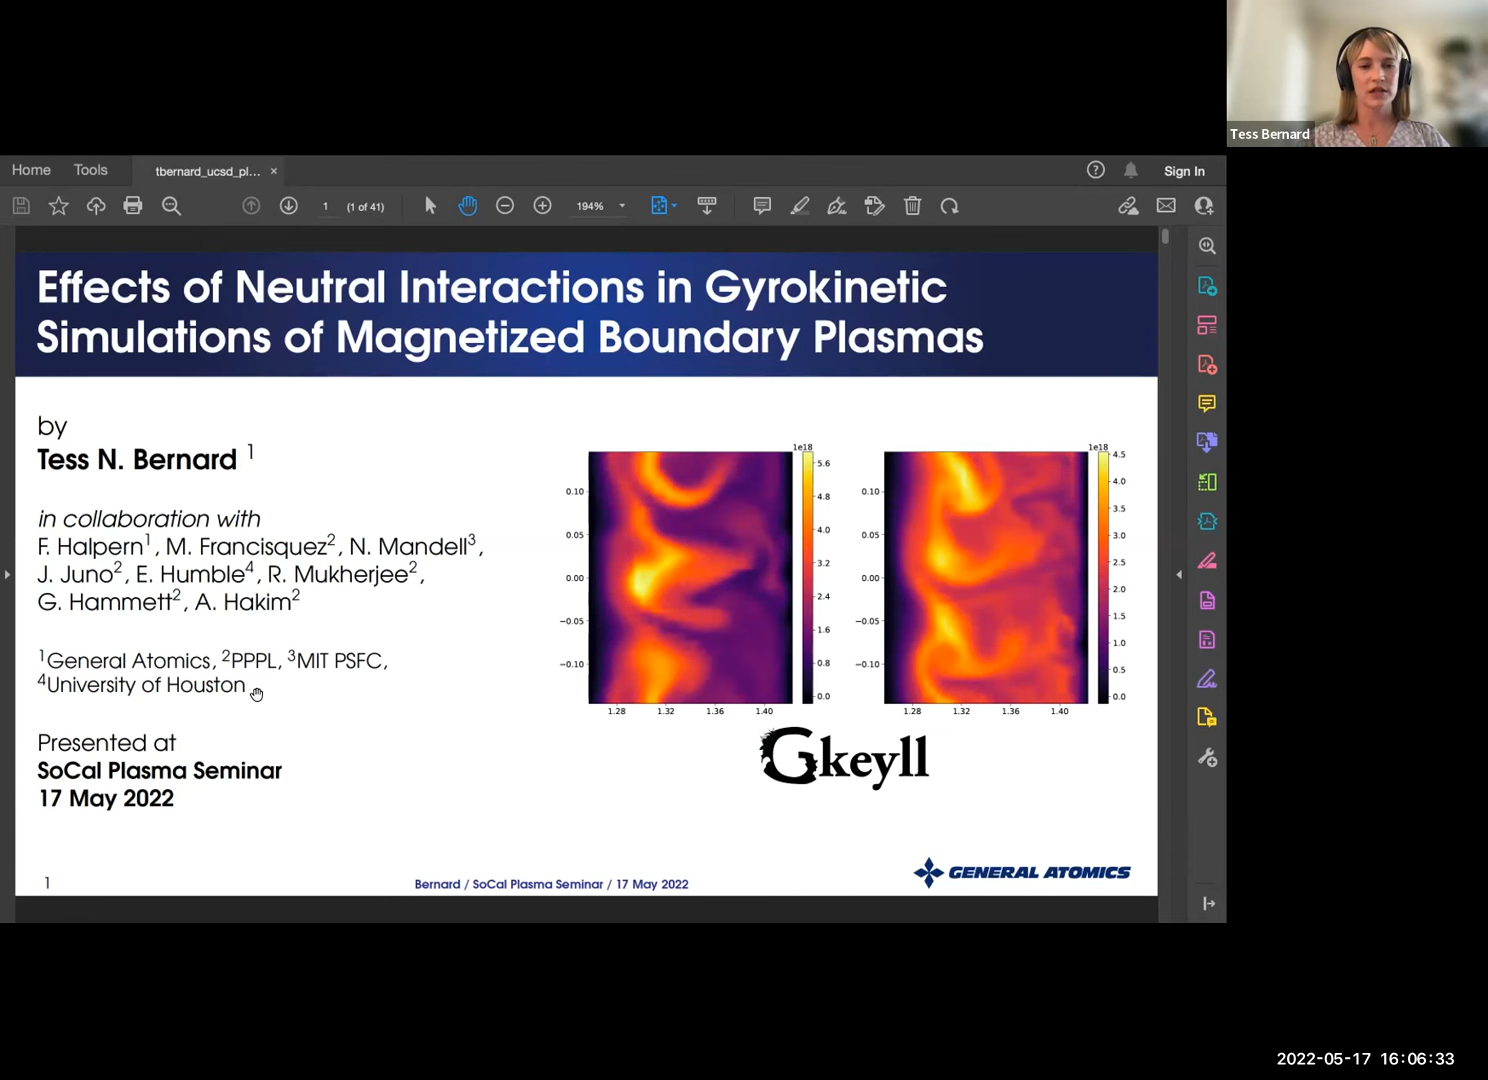 Tess Bernard
Home Tools tbernard_ucsd_pl... ×
Sign In
1 (1 of 41) 194%
Effects of Neutral Interactions in Gyrokinetic
Simulations of Magnetized Boundary Plasmas
by
Tess N. Bernard 1
in collaboration with
F. Halpern1, M. Francisquez2, N. Mandell3,
J. Juno2, E. Humble4, R. Mukherjee2,
G. Hammett2, A. Hakim2
1General Atomics, 2PPPL, 3MIT PSFC,
4University of Houston
Presented at
SoCal Plasma Seminar
17 May 2022
1e18
5.6
4.8
4.0
3.2
2.4
1.6
0.8
0.0
0.10
0.05
0.00
−0.05
−0.10
1.28 1.32 1.36 1.40
1e18
4.5
4.0
3.5
3.0
2.5
2.0
1.5
1.0
0.5
0.0
0.10
0.05
0.00
−0.05
−0.10
1.28 1.32 1.36 1.40
Gkeyll
1
Bernard / SoCal Plasma Seminar / 17 May 2022
GENERAL ATOMICS
2022-05-17 16:06:33